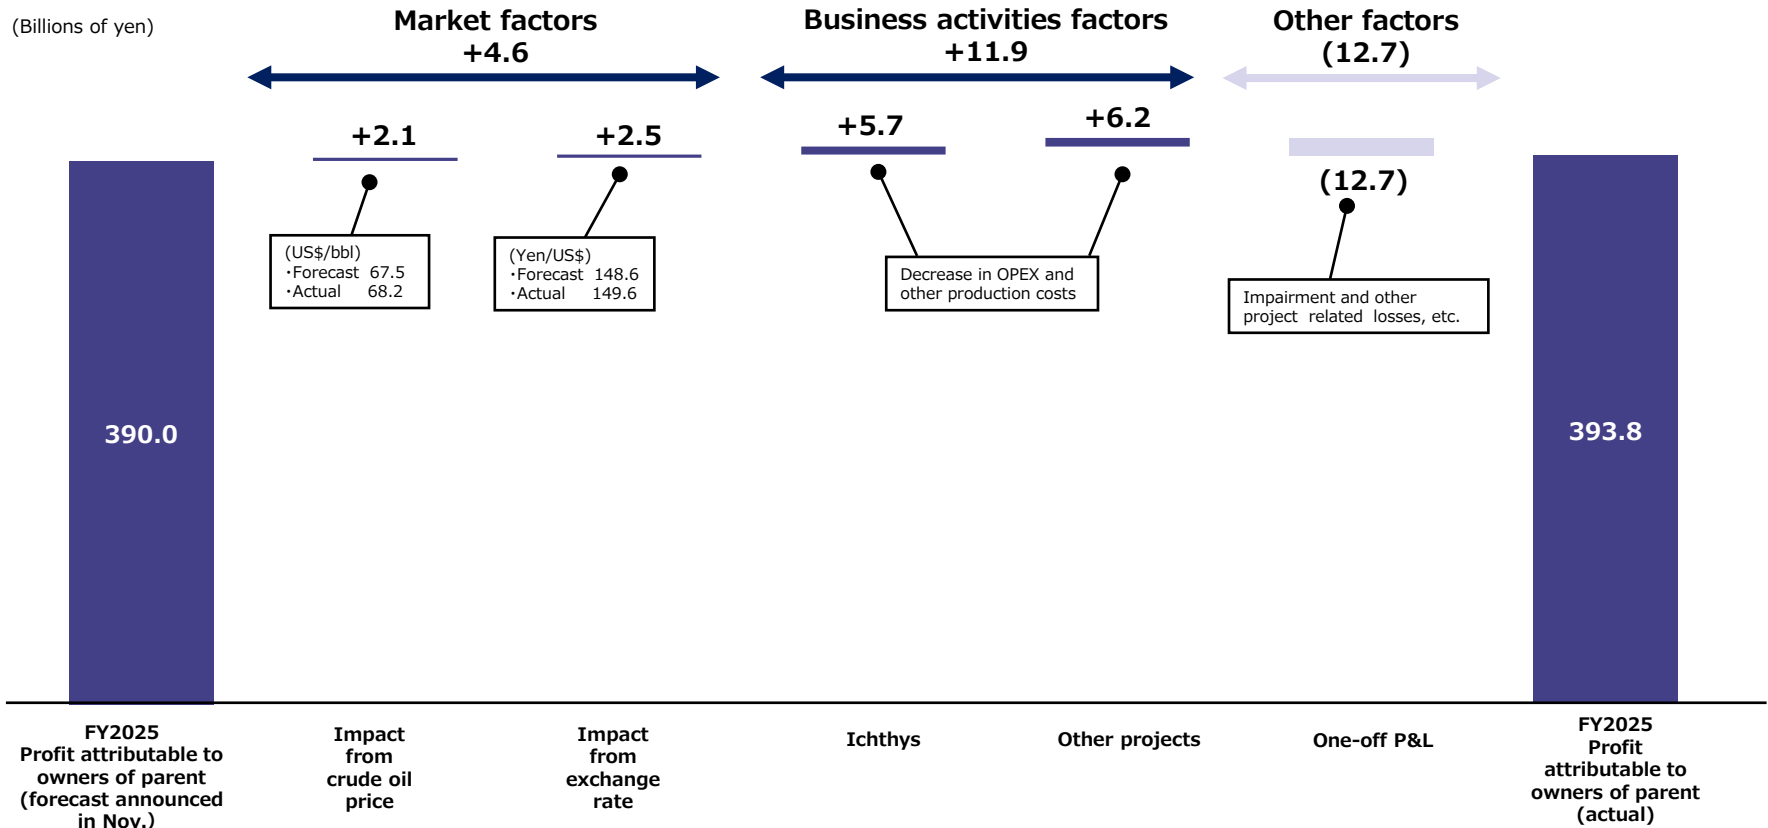 (Billions of yen)
Market factors
+4.6
Business activities factors
+11.9
Other factors
(12.7)
+2.1
+2.5
+5.7
+6.2
(12.7)
(US$/bbl)
・Forecast 67.5
・Actual 68.2
(Yen/US$)
・Forecast 148.6
・Actual 149.6
Decrease in OPEX and
other production costs
Impairment and other
project related losses, etc.
390.0
393.8
FY2025
Profit attributable to
owners of parent
(forecast announced
in Nov.)
Impact
from
crude oil
price
Impact
from
exchange
rate
Ichthys
Other projects
One-off P&L
FY2025
Profit
attributable to
owners of parent
(actual)